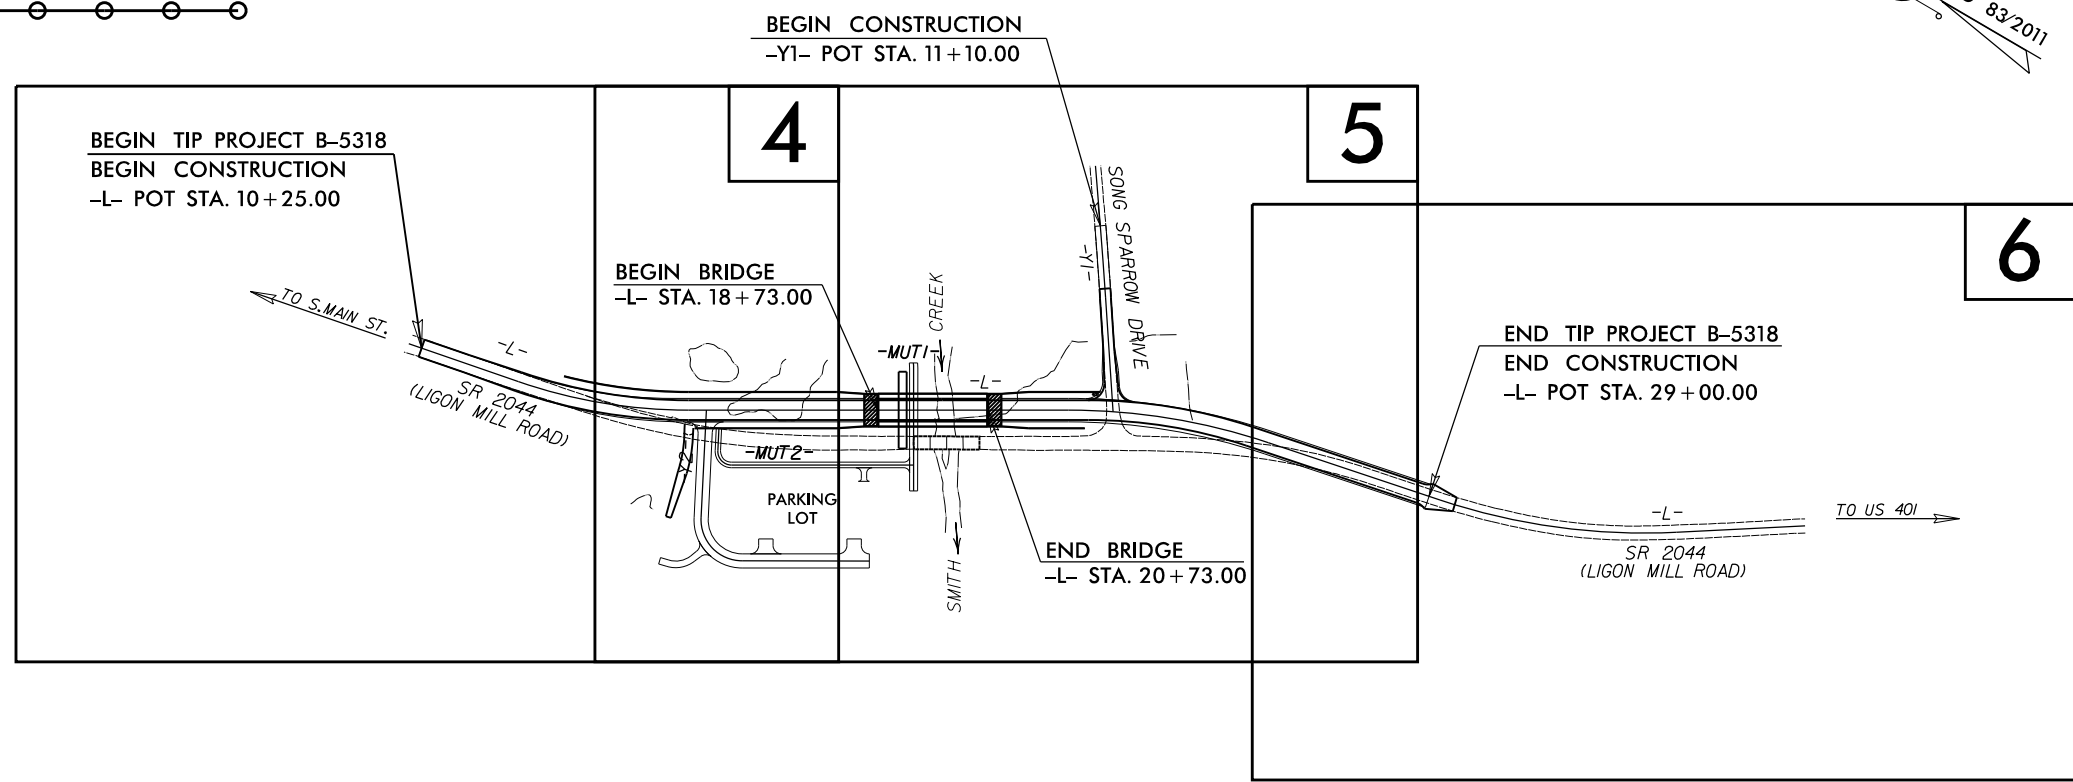 BEGIN CONSTRUCTION
-Y1- POT STA. 11+10.00
83/2011
4
5
6
BEGIN TIP PROJECT B-5318
BEGIN CONSTRUCTION
-L- POT STA. 10+25.00
SONG SPARROW DRIVE
-Y1-
BEGIN BRIDGE
-L- STA. 18+73.00
CREEK
TO S.MAIN ST.
-L-
-MUT1-
-L-
END TIP PROJECT B-5318
END CONSTRUCTION
-L- POT STA. 29+00.00
SR 2044
(LIGON MILL ROAD)
-MUT2-
-Y2-
PARKING
LOT
END BRIDGE
-L- STA. 20+73.00
SMITH
-L-
TO US 401
SR 2044
(LIGON MILL ROAD)